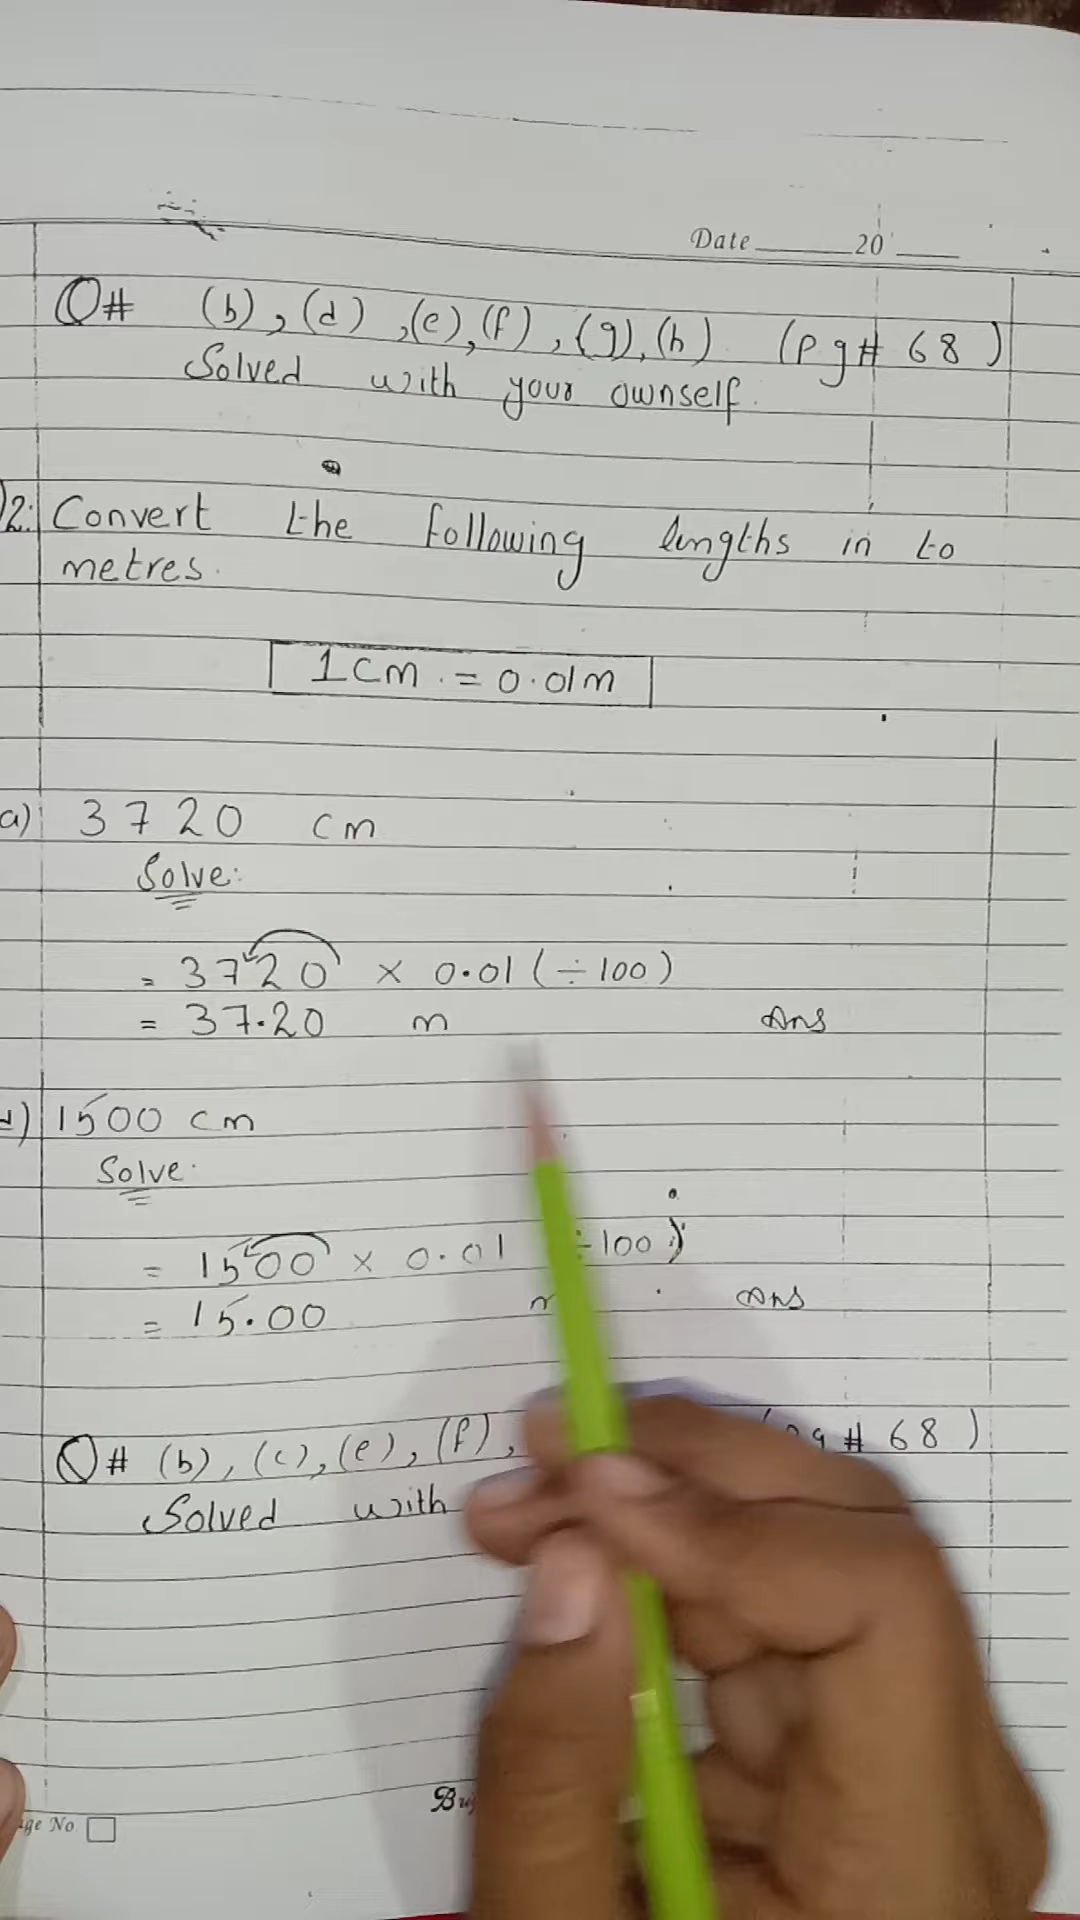 Date 20
Q# (b), (d), (e), (f), (g), (h) (pg# 68)
Solved with your ownself.
2: Convert the following lengths in to
metres.
1 cm = 0.01m
a) 3720 cm
Solve:
= 3720 × 0.01 (÷100)
= 37.20 m Ans
1500 cm
Solve.
= 1500 × 0.01 ÷100)
= 15.00 Ans
Q# (b), (c), (e), (f), # 68)
Solved with
No